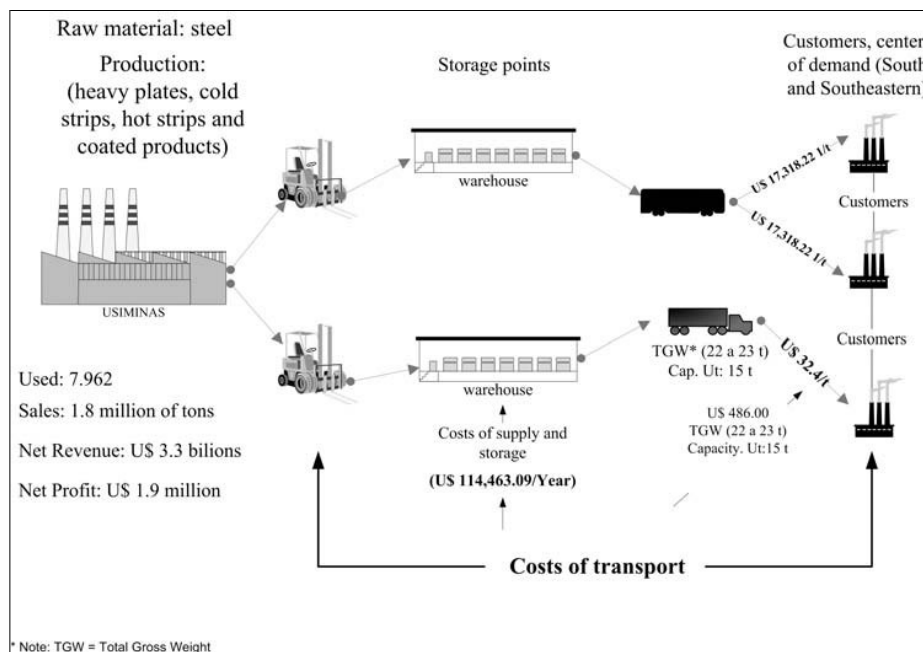 Raw material: steel
Production:
(heavy plates, cold
strips, hot strips and
coated products)
Storage points
Customers, center
of demand (South
and Southeastern)
warehouse
U$ 17,318.22 1/t
U$ 17,318.22 1/t
Customers
USIMINAS
Customers
warehouse
TGW* (22 a 23 t)
Cap. Ut: 15 t
U$ 32.4/t
Used: 7.962
Sales: 1.8 million of tons
Net Revenue: U$ 3.3 bilions
Net Profit: U$ 1.9 million
Costs of supply and
storage
(U$ 114,463.09/Year)
U$ 486.00
TGW (22 a 23 t)
Capacity. Ut:15 t
Costs of transport
* Note: TGW = Total Gross Weight